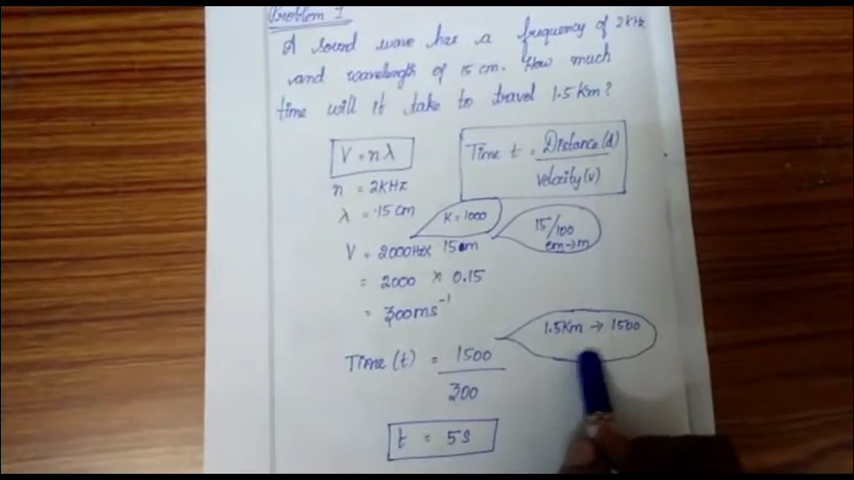 Problem 1
A sound wave has a frequency of 2KHz
and wavelength of 15 cm. How much
time will it take to travel 1.5 Km?
V = n λ
Time t = Distance (d)
velocity (v)
n = 2KHz
λ = 15 cm
K = 1000
15/100
cm → m
V = 2000Hz x 15cm
= 2000 x 0.15
= 300ms⁻¹
1.5Km → 1500
Time (t) = 1500
300
t = 5s